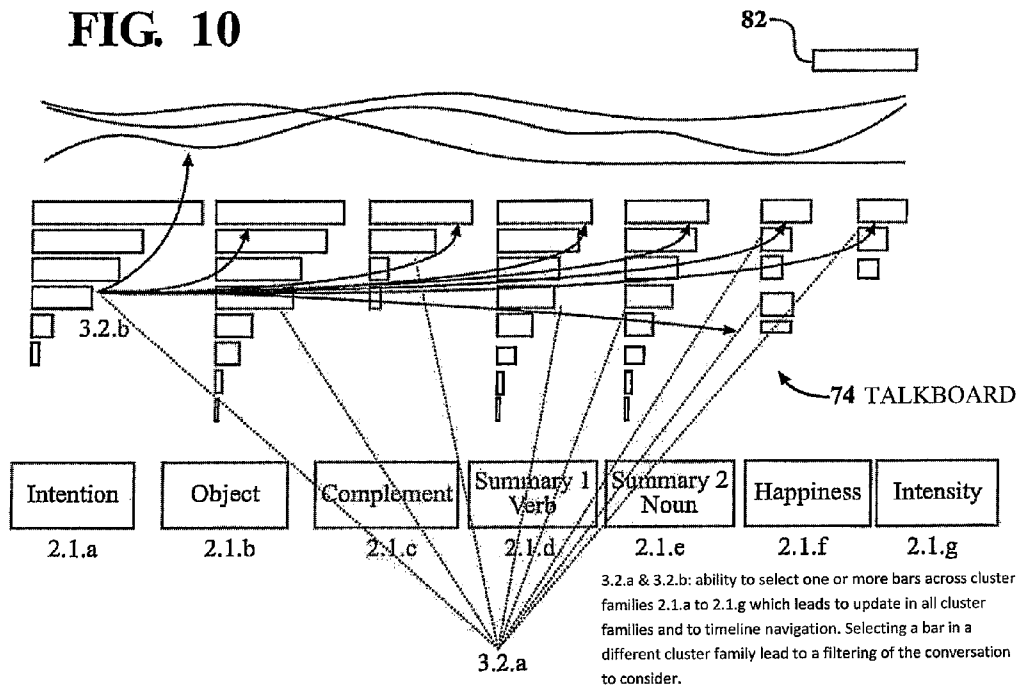 FIG. 10
82
3.2.b
74 TALKBOARD
Intention
Object
Complement
Summary 1
Verb
Summary 2
Noun
Happiness
Intensity
2.1.a
2.1.b
2.1.c
2.1.d
2.1.e
2.1.f
2.1.g
3.2.a
3.2.a & 3.2.b: ability to select one or more bars across cluster
families 2.1.a to 2.1.g which leads to update in all cluster
families and to timeline navigation. Selecting a bar in a
different cluster family lead to a filtering of the conversation
to consider.